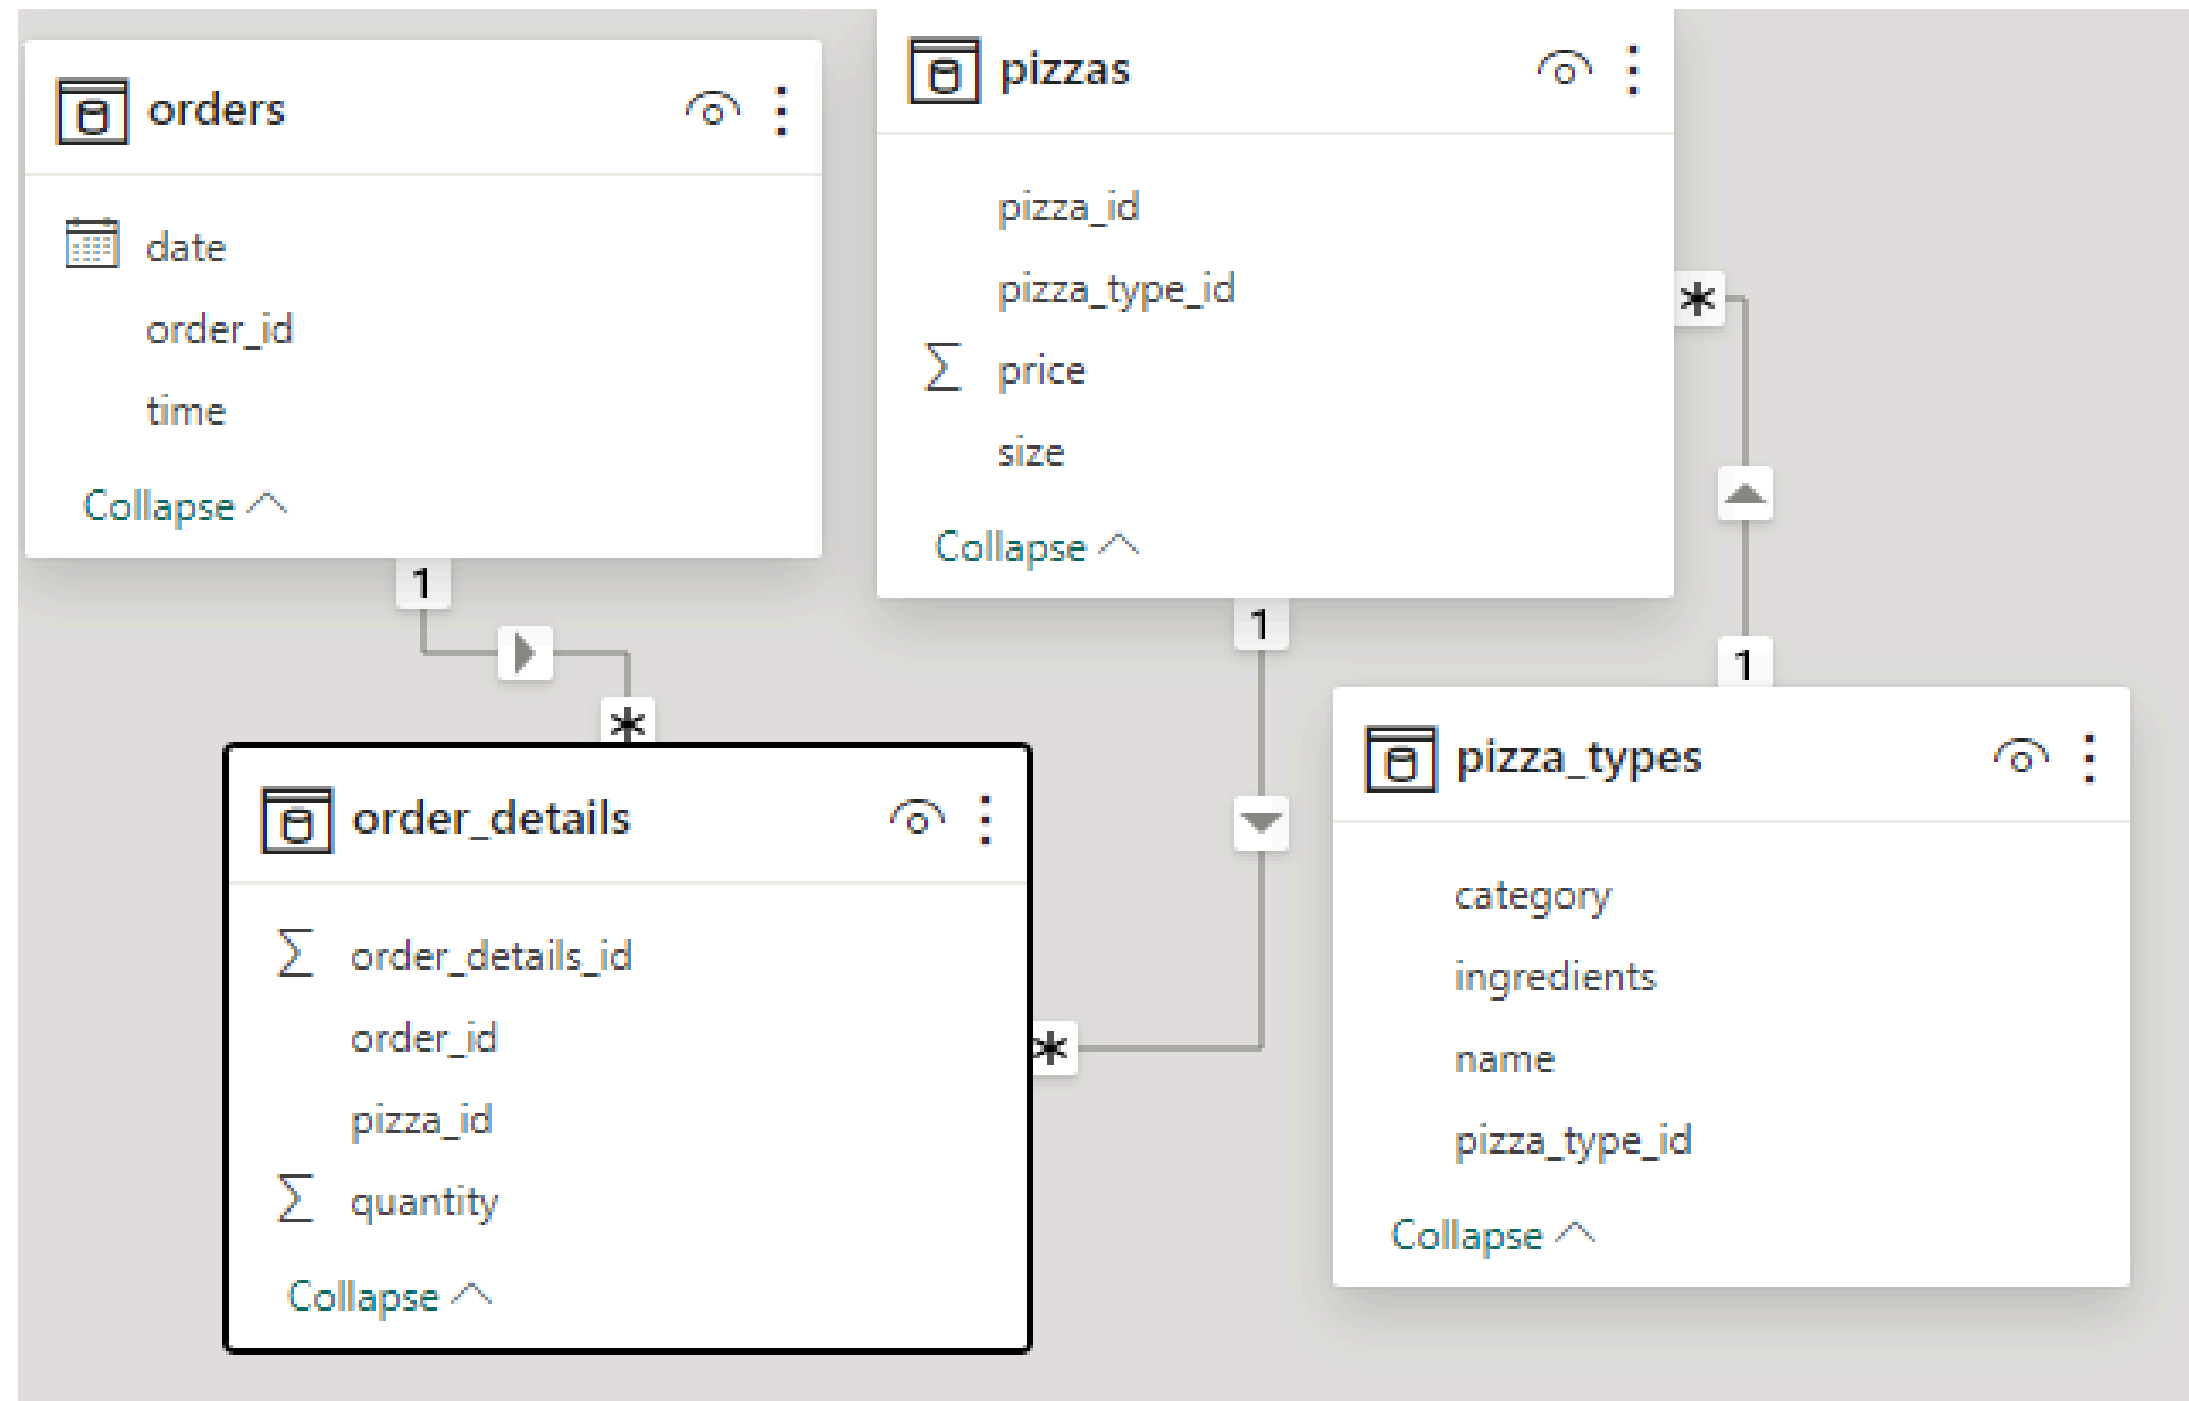 orders
date
order_id
time
Collapse
1
*
pizzas
pizza_id
pizza_type_id
price
size
Collapse
1
*
*
1
order_details
order_details_id
order_id
pizza_id
quantity
Collapse
pizza_types
category
ingredients
name
pizza_type_id
Collapse